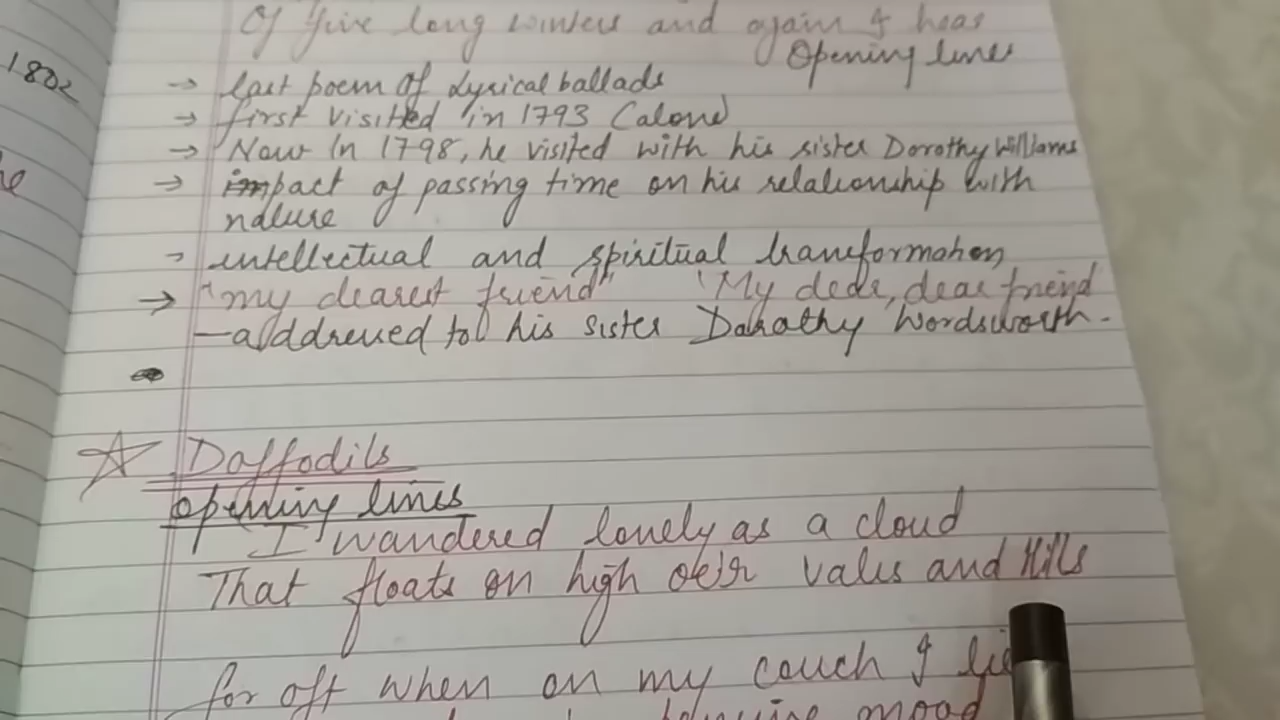 1802
Of five long winters and again I hear
Opening lines
→ last poem of Lyrical ballads
→ first visited in 1793 (alone)
→ Now In 1798, he visited with his sister Dorothy Williams
→ impact of passing time on his relationship with
nature
→ intellectual and spiritual transformation
→ "my dearest friend" "My dear, dear friend
— addressed to his sister Dorothy Wordsworth.
☆ Daffodils
opening lines
I wandered lonely as a cloud
That floats on high oe'r vales and Hills
for oft when on my couch I lie
mood